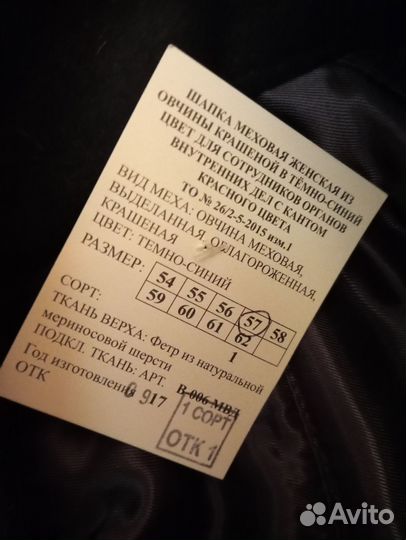 ШАПКА МЕХОВАЯ ЖЕНСКАЯ ИЗ
ОВЧИНЫ КРАШЕНОЙ В ТЁМНО-СИНИЙ
ЦВЕТ ДЛЯ СОТРУДНИКОВ ОРГАНОВ
ВНУТРЕННИХ ДЕЛ С КАНТОМ
КРАСНОГО ЦВЕТА
ТО № 26/2-5-2015 изм.1
ВИД МЕХА: ОВЧИНА МЕХОВАЯ,
ВЫДЕЛАННАЯ, ОБЛАГОРОЖЕННАЯ,
КРАШЕНАЯ
ЦВЕТ: ТЕМНО-СИНИЙ
РАЗМЕР:
54 55 56 57 58
59 60 61 62
СОРТ: 1
ТКАНЬ ВЕРХА: Фетр из натуральной
мериносовой шерсти
ПОДКЛ. ТКАНЬ: АРТ. В-006 МВД
Год изготовления 917
ОТК
1 СОРТ
ОТК 1
Avito